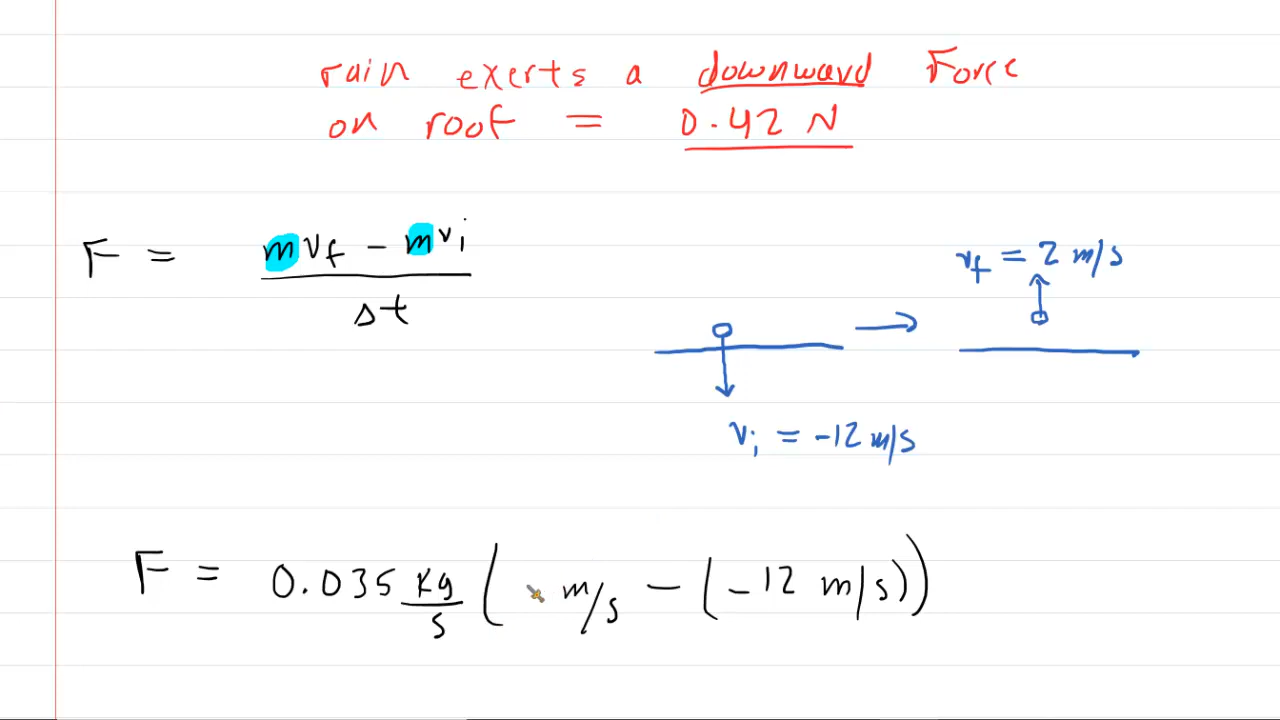 rain exerts a downward Force
on roof = 0.42 N
F = mvf - mvi
Δt
vf = 2 m/s
vi = -12 m/s
F = 0.035 kg/s ( m/s - (-12 m/s))